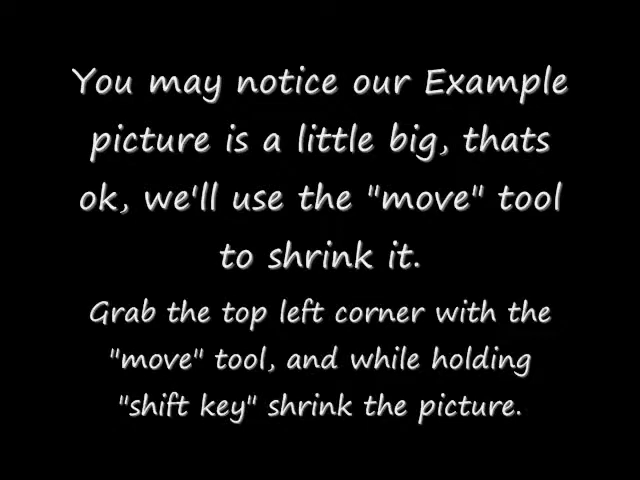 You may notice our Example
picture is a little big, thats
ok, we'll use the "move" tool
to shrink it.
Grab the top left corner with the
"move" tool, and while holding
"shift key" shrink the picture.